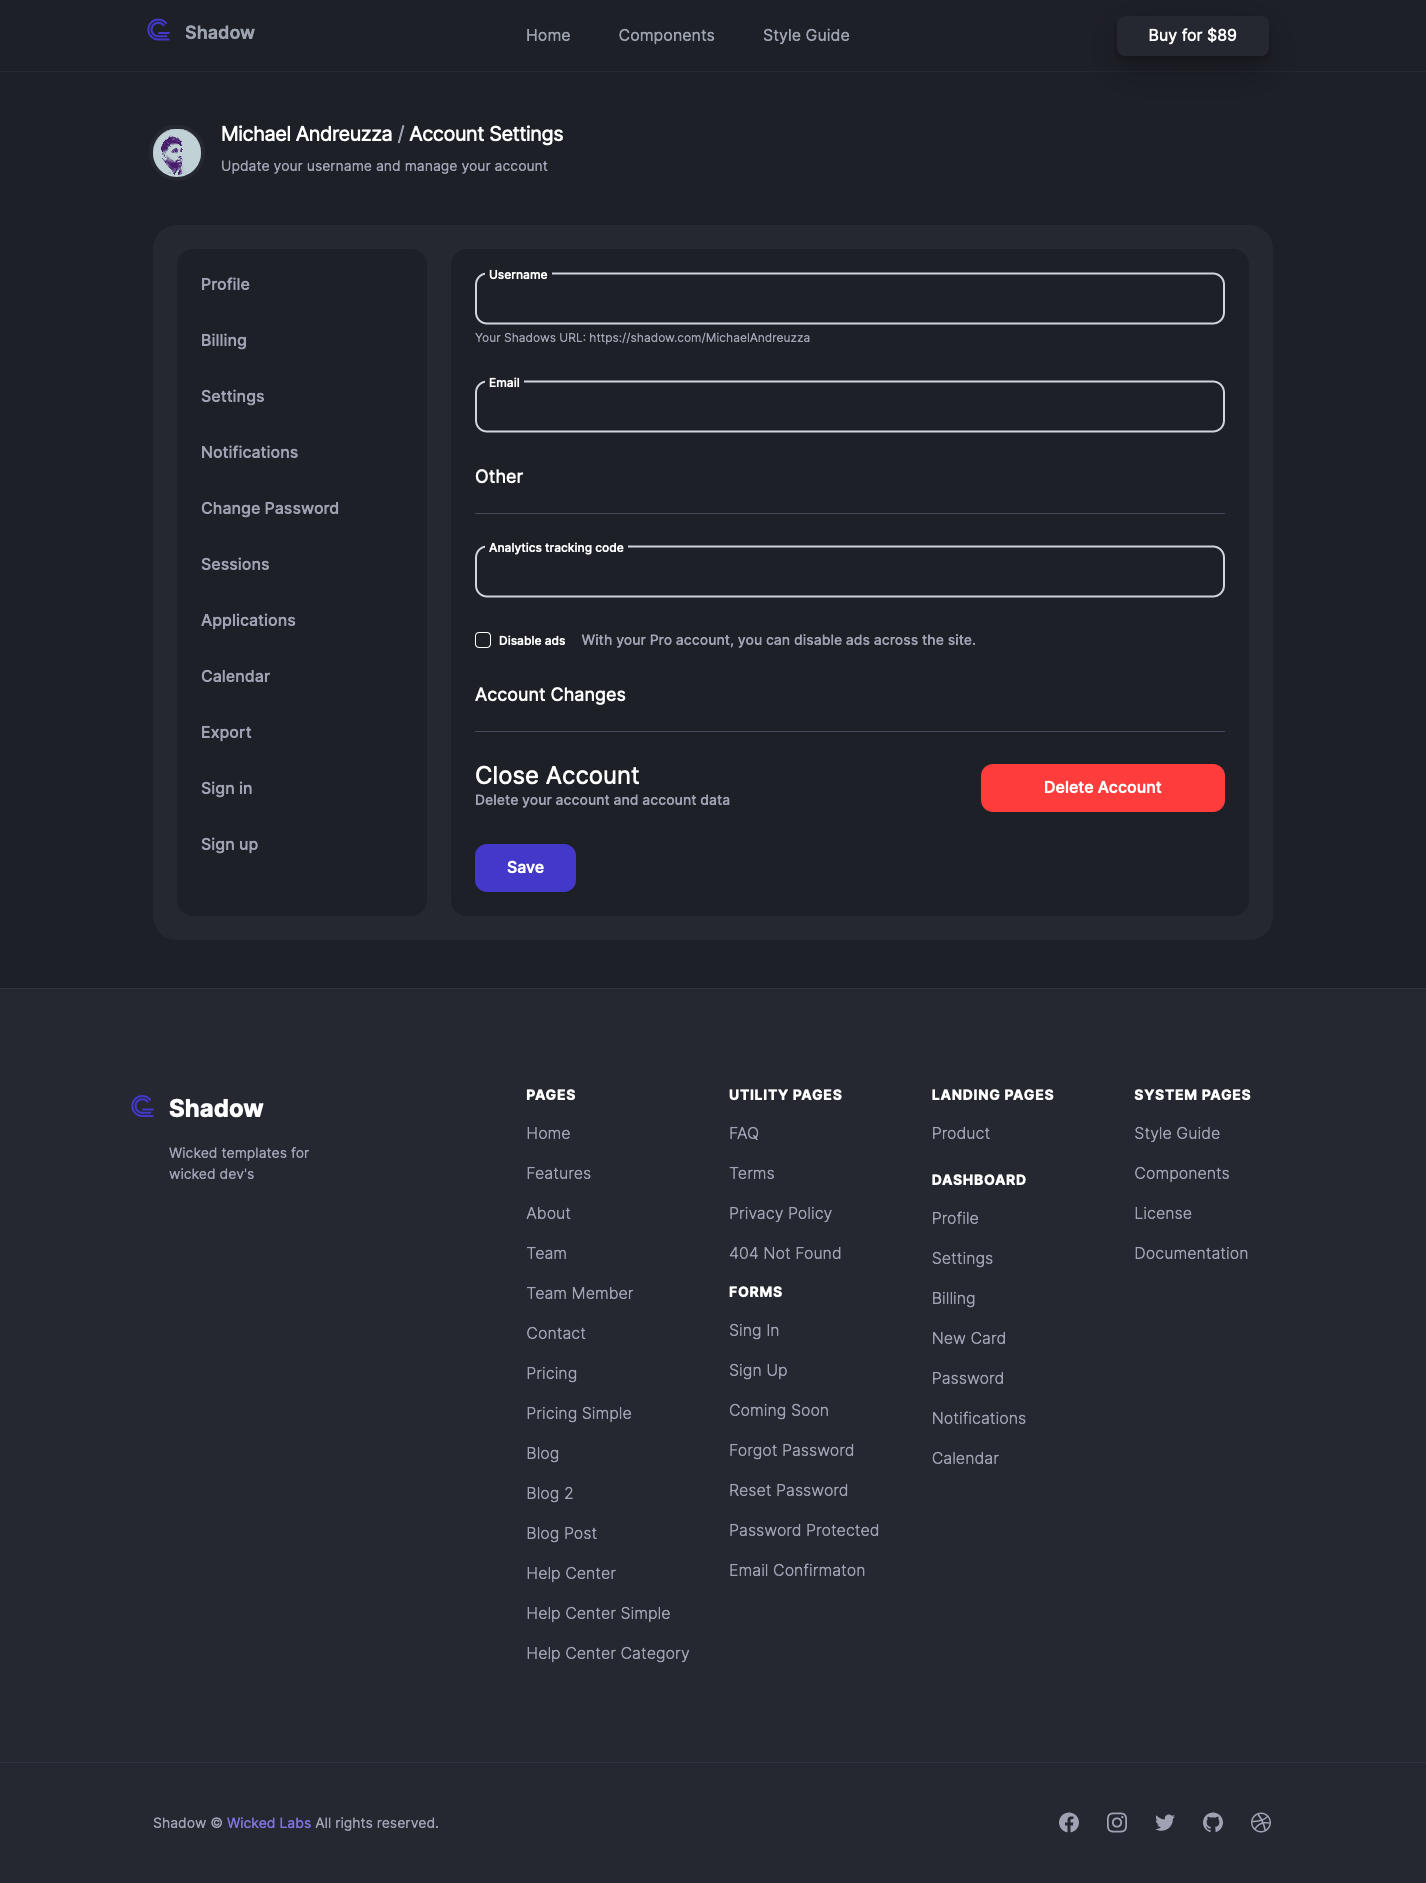 Shadow
Home
Components
Style Guide
Buy for $89
Michael Andreuzza / Account Settings
Update your username and manage your account
Profile
Billing
Settings
Notifications
Change Password
Sessions
Applications
Calendar
Export
Sign in
Sign up
Username
Your Shadows URL: https://shadow.com/MichaelAndreuzza
Email
Other
Analytics tracking code
Disable ads
With your Pro account, you can disable ads across the site.
Account Changes
Close Account
Delete your account and account data
Delete Account
Save
Shadow
Wicked templates for
wicked dev's
PAGES
Home
Features
About
Team
Team Member
Contact
Pricing
Pricing Simple
Blog
Blog 2
Blog Post
Help Center
Help Center Simple
Help Center Category
UTILITY PAGES
FAQ
Terms
Privacy Policy
404 Not Found
FORMS
Sing In
Sign Up
Coming Soon
Forgot Password
Reset Password
Password Protected
Email Confirmaton
LANDING PAGES
Product
DASHBOARD
Profile
Settings
Billing
New Card
Password
Notifications
Calendar
SYSTEM PAGES
Style Guide
Components
License
Documentation
Shadow © Wicked Labs All rights reserved.